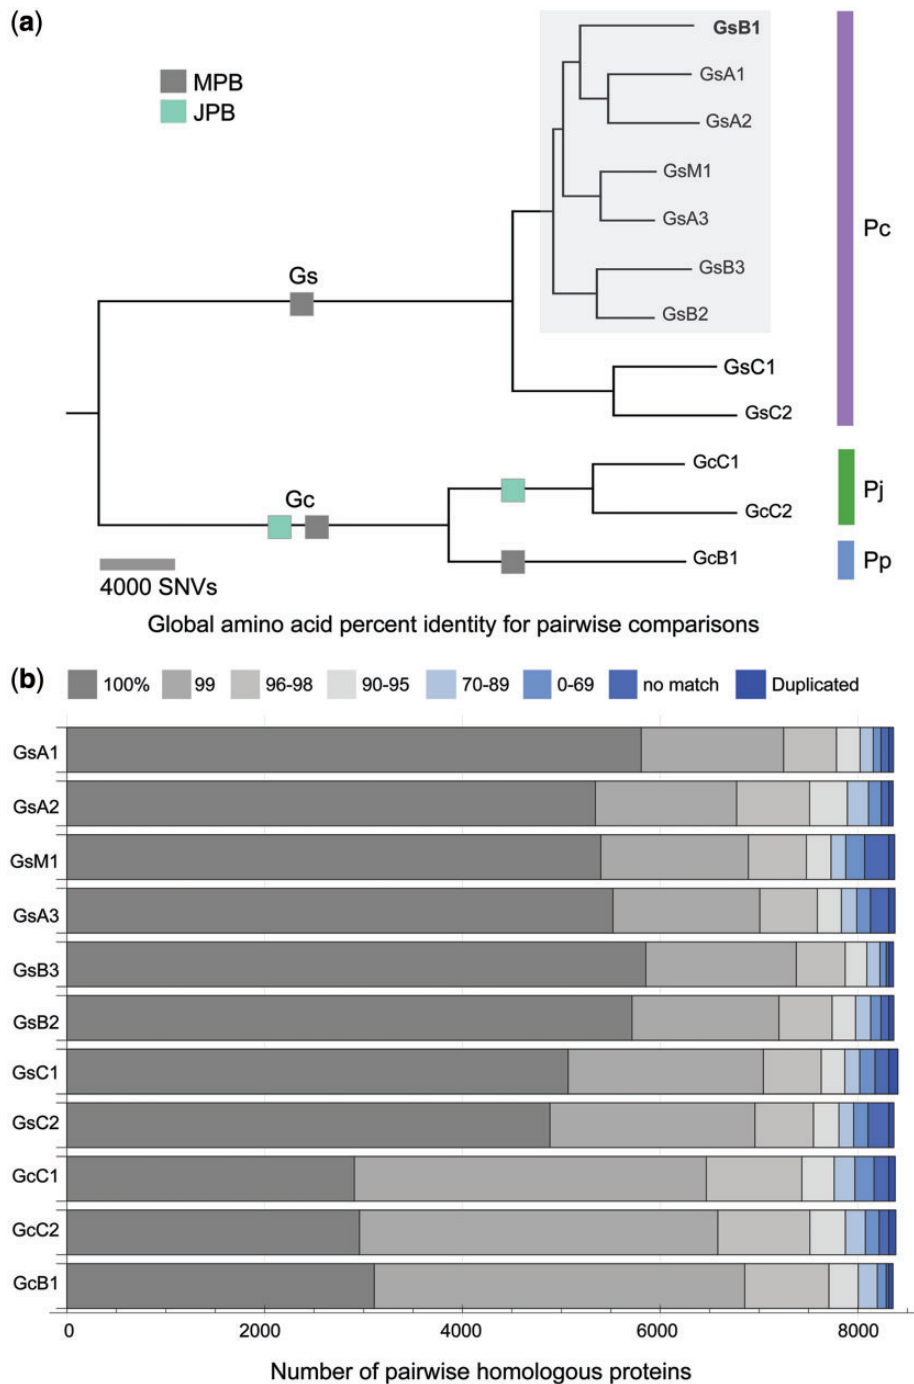 (a)
MPB
JPB
GsB1
GsA1
GsA2
GsM1
GsA3
GsB3
GsB2
GsC1
GsC2
GcC1
GcC2
GcB1
Gs
Gc
Pc
Pj
Pp
4000 SNVs
Global amino acid percent identity for pairwise comparisons
(b) 100% 99 96-98 90-95 70-89 0-69 no match Duplicated
GsA1
GsA2
GsM1
GsA3
GsB3
GsB2
GsC1
GsC2
GcC1
GcC2
GcB1
0 2000 4000 6000 8000
Number of pairwise homologous proteins